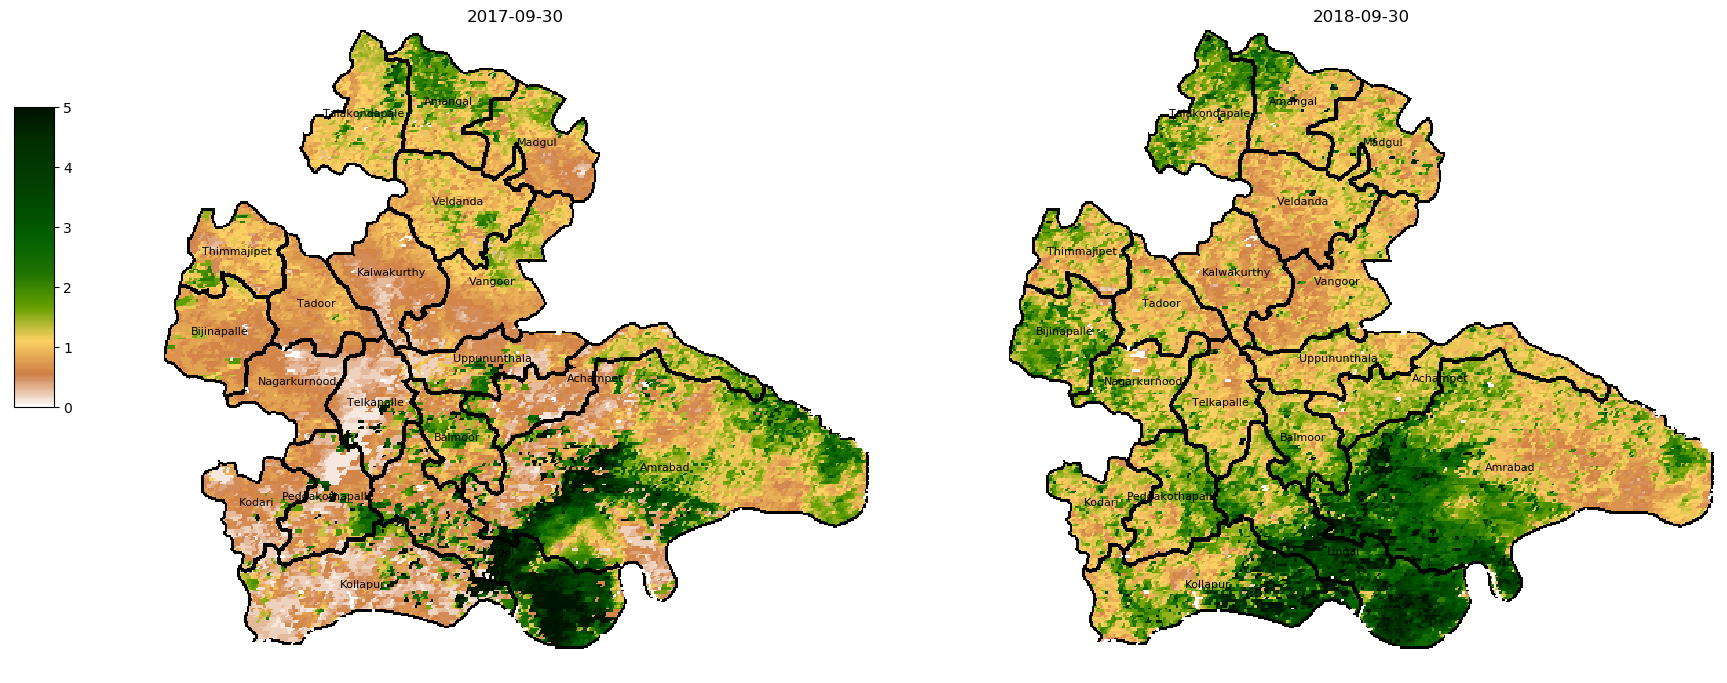 2017-09-30
2018-09-30
5
4
3
2
1
0
Talakondapalle
Amangal
Madgul
Veldanda
Thimmajipet
Kalwakurthy
Vangoor
Tadoor
Bijinapalle
Uppununthala
Nagarkurnood
Achampet
Telkapalle
Balmoor
Amrabad
Peddakothapalle
Kodari
Kollapur
Talakondapalle
Amangal
Madgul
Veldanda
Thimmajipet
Kalwakurthy
Vangoor
Tadoor
Bijinapalle
Uppununthala
Nagarkurnood
Achampet
Telkapalle
Balmoor
Amrabad
Peddakothapalle
Kodari
Lingal
Kollapur